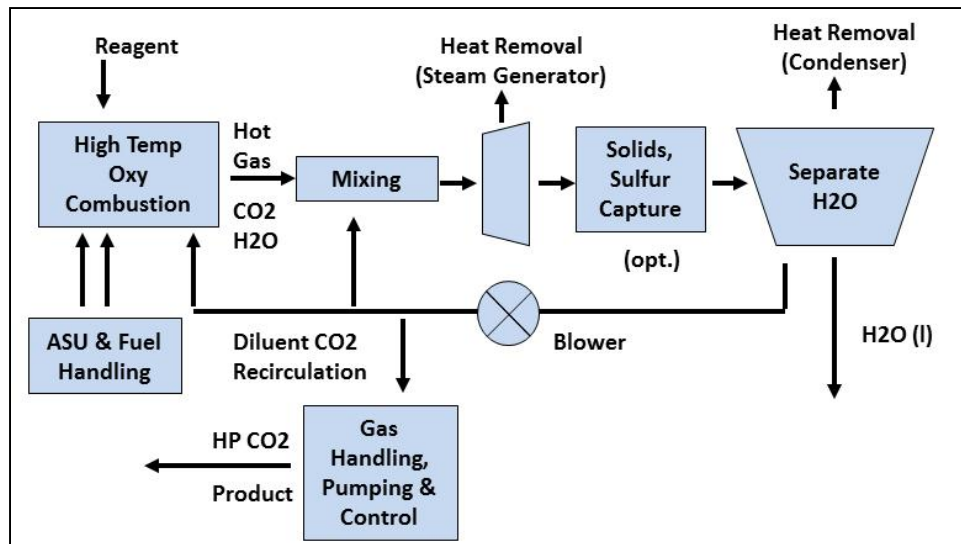 Reagent
Heat Removal
(Steam Generator)
Heat Removal
(Condenser)
High Temp
Oxy
Combustion
Hot
Gas
CO2
H2O
Mixing
Solids,
Sulfur
Capture
(opt.)
Separate
H2O
ASU & Fuel
Handling
Diluent CO2
Recirculation
Blower
H2O (l)
HP CO2
Product
Gas
Handling,
Pumping &
Control